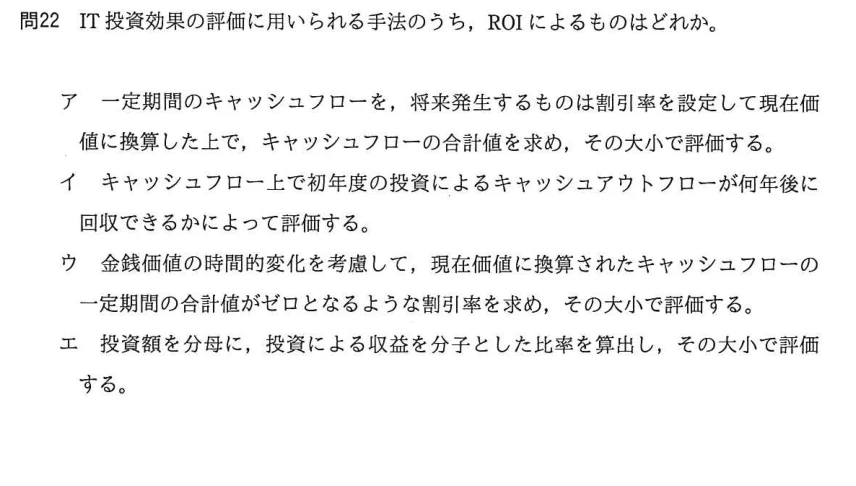 問22 IT 投資効果の評価に用いられる手法のうち，ROI によるものはどれか。
ア 一定期間のキャッシュフローを，将来発生するものは割引率を設定して現在価
値に換算した上で，キャッシュフローの合計値を求め，その大小で評価する。
イ キャッシュフロー上で初年度の投資によるキャッシュアウトフローが何年後に
回収できるかによって評価する。
ウ 金銭価値の時間的変化を考慮して，現在価値に換算されたキャッシュフローの
一定期間の合計値がゼロとなるような割引率を求め，その大小で評価する。
エ 投資額を分母に，投資による収益を分子とした比率を算出し，その大小で評価
する。